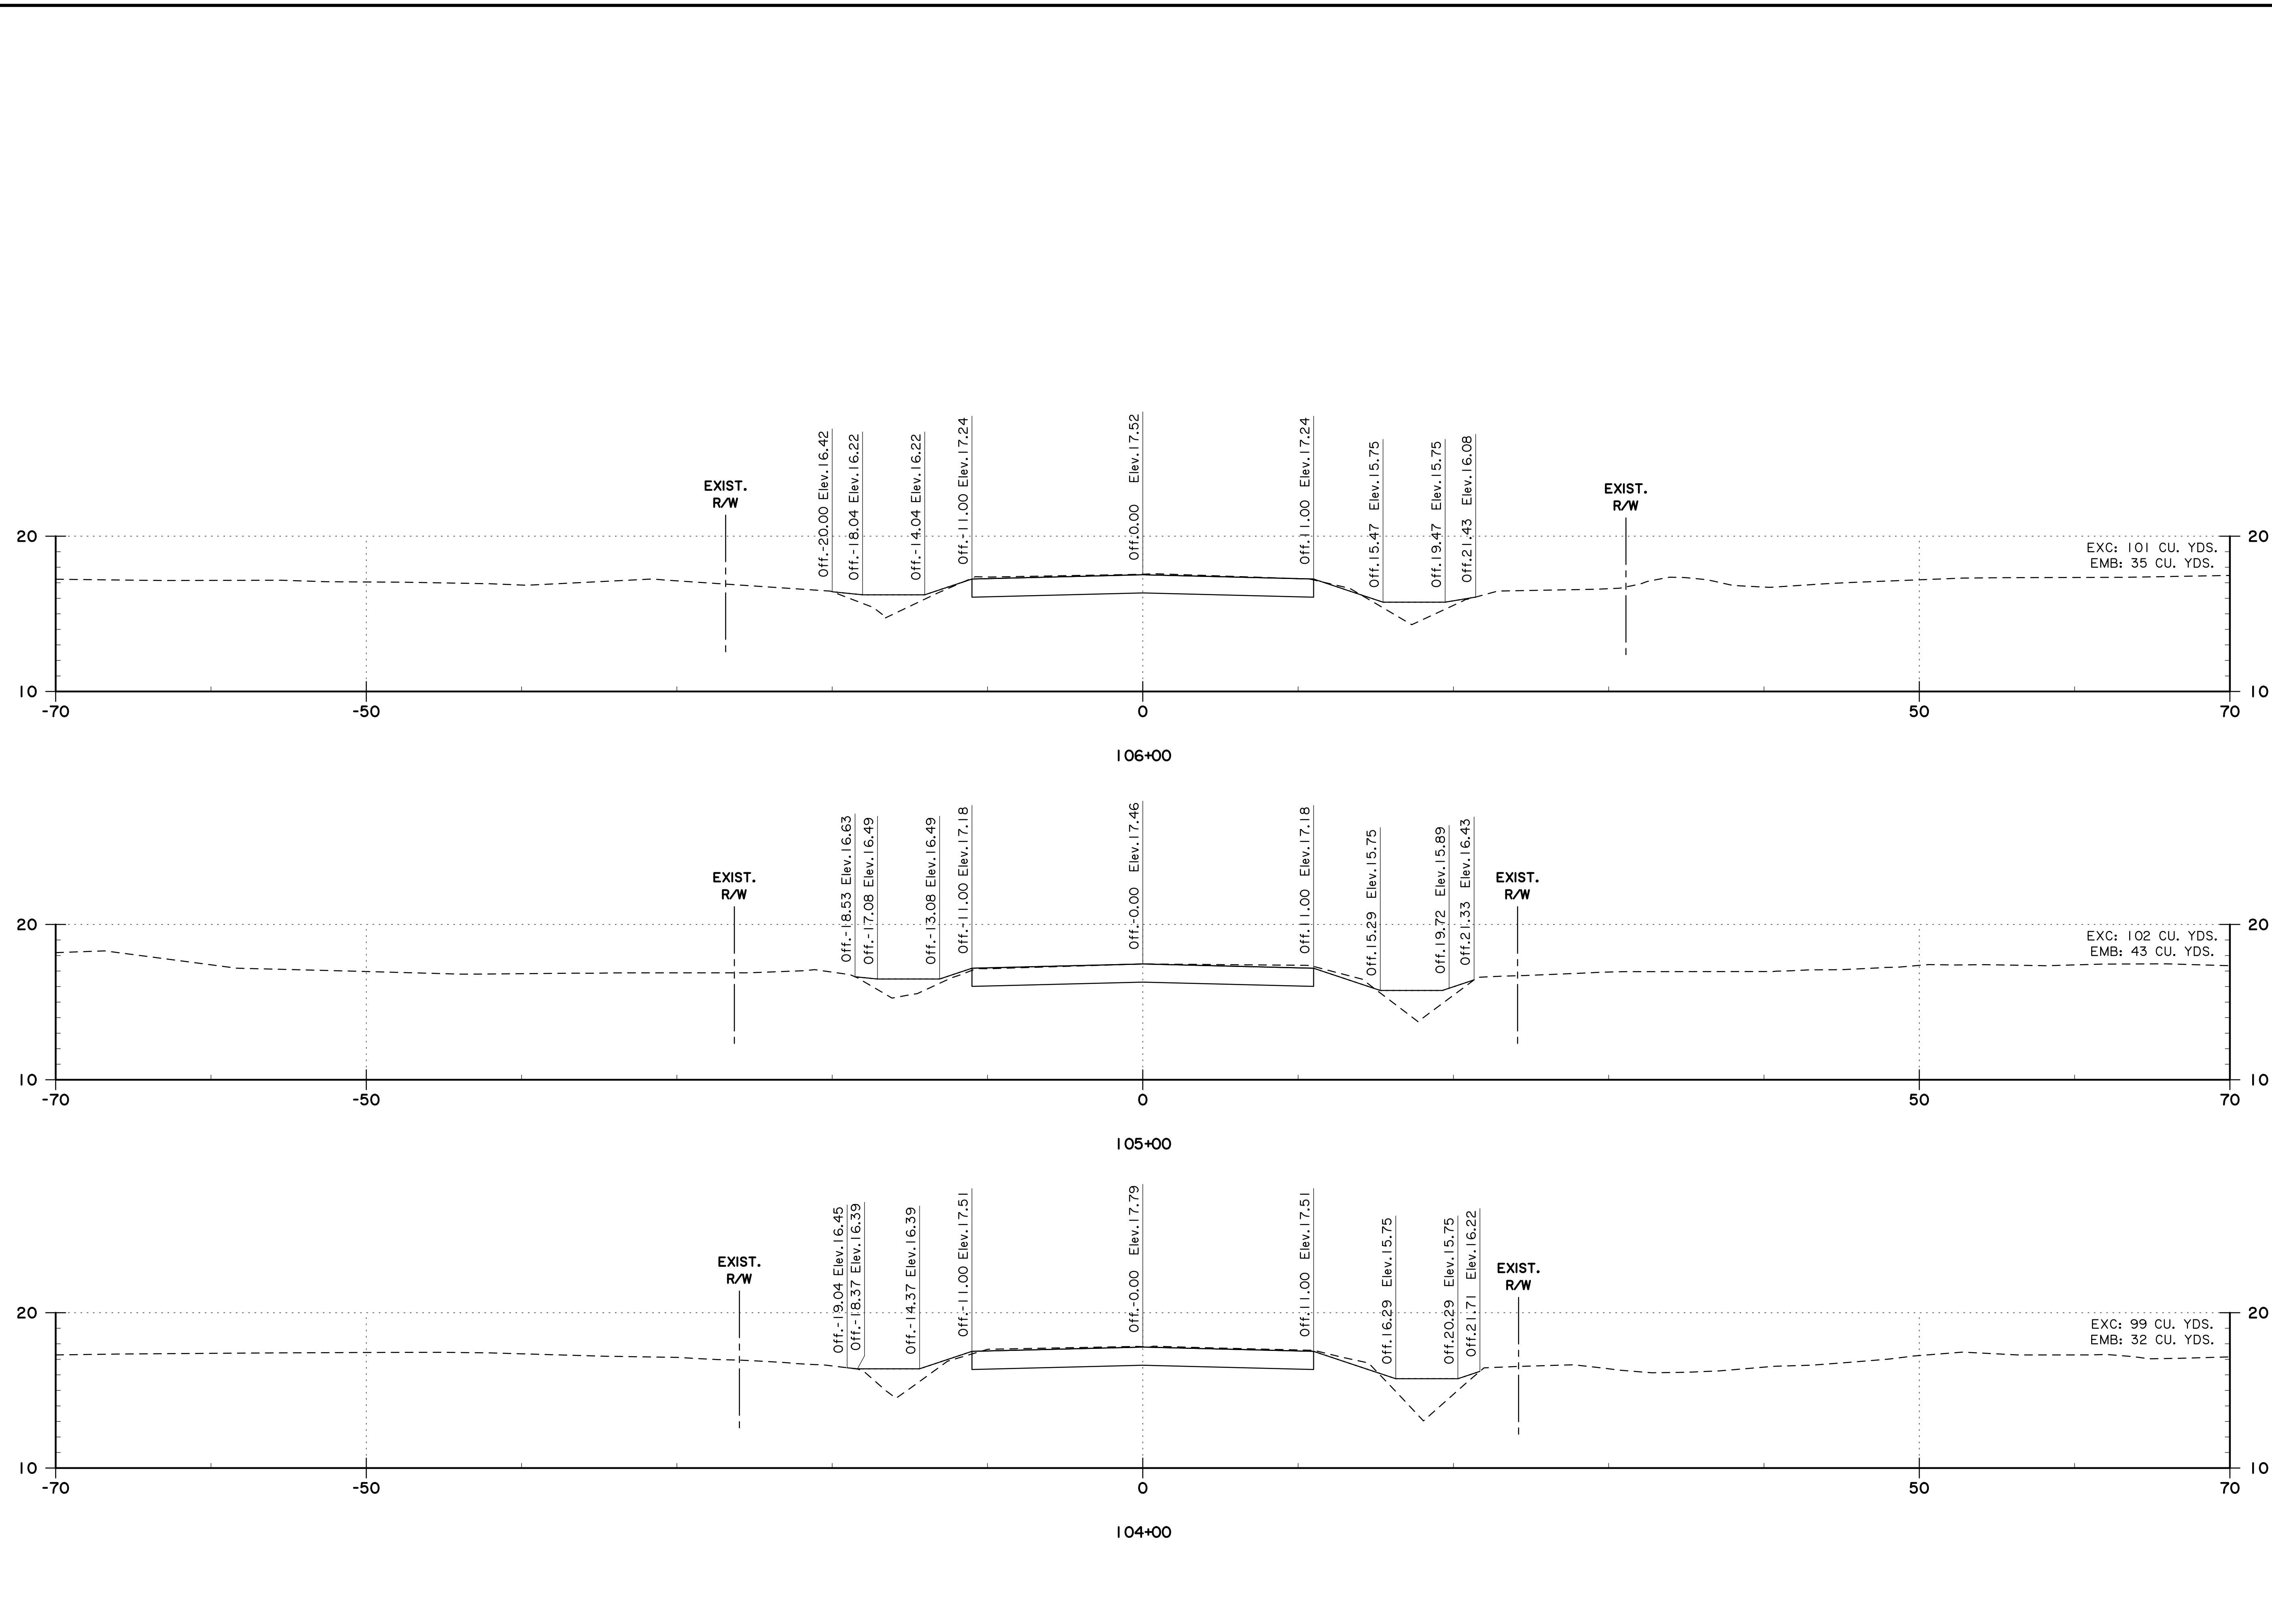 Off.-20.00 Elev.16.42
Off.-18.04 Elev.16.22
Off.-14.04 Elev.16.22
Off.-11.00 Elev.17.24
Off.0.00 Elev.17.52
Off.11.00 Elev.17.24
Off.15.47 Elev.15.75
Off.19.47 Elev.15.75
Off.21.43 Elev.16.08
EXIST.
R/W
EXIST.
R/W
20
20
EXC: 101 CU. YDS.
EMB: 35 CU. YDS.
10
10
-70
-50
0
50
70
106+00
Off.-18.53 Elev.16.63
Off.-17.08 Elev.16.49
Off.-13.08 Elev.16.49
Off.-11.00 Elev.17.18
Off.-0.00 Elev.17.46
Off.11.00 Elev.17.18
Off.15.29 Elev.15.75
Off.19.72 Elev.15.89
Off.21.33 Elev.16.43
EXIST.
R/W
EXIST.
R/W
20
20
EXC: 102 CU. YDS.
EMB: 43 CU. YDS.
10
10
-70
-50
0
50
70
105+00
Off.-19.04 Elev.16.45
Off.-18.37 Elev.16.39
Off.-14.37 Elev.16.39
Off.-11.00 Elev.17.51
Off.-0.00 Elev.17.79
Off.11.00 Elev.17.51
Off.16.29 Elev.15.75
Off.20.29 Elev.15.75
Off.21.71 Elev.16.22
EXIST.
R/W
EXIST.
R/W
20
20
EXC: 99 CU. YDS.
EMB: 32 CU. YDS.
10
10
-70
-50
0
50
70
104+00